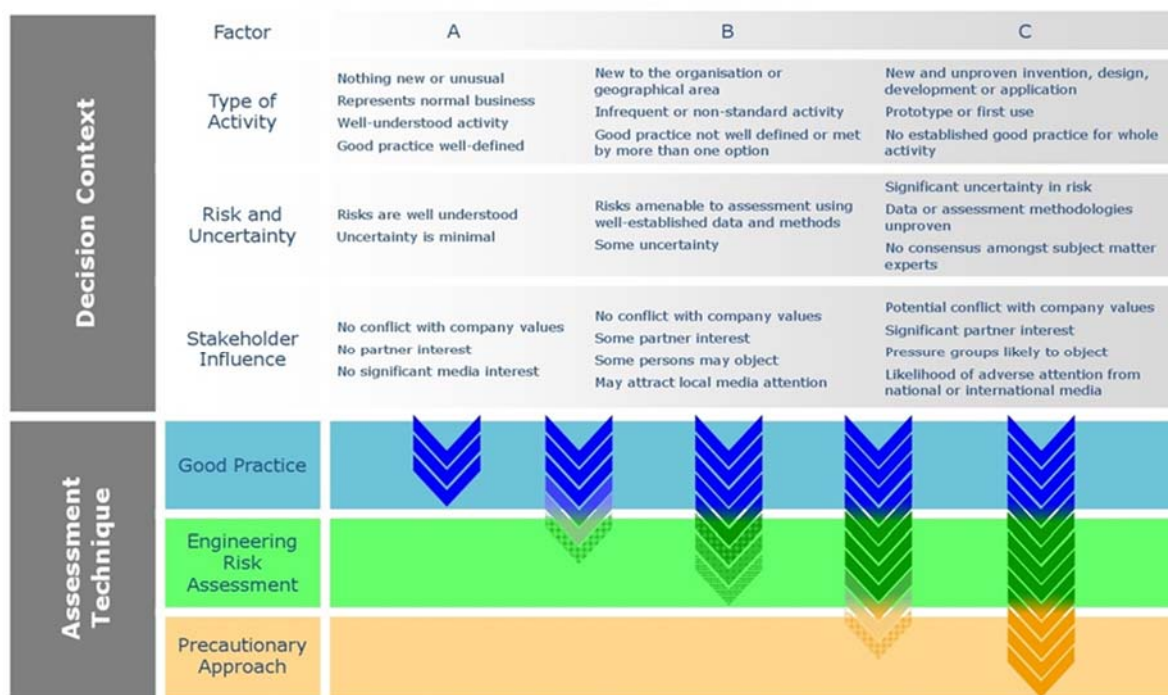 Decision Context
Factor
A
B
C
Type of
Activity
Nothing new or unusual
Represents normal business
Well-understood activity
Good practice well-defined
New to the organisation or
geographical area
Infrequent or non-standard activity
Good practice not well defined or met
by more than one option
New and unproven invention, design,
development or application
Prototype or first use
No established good practice for whole
activity
Risk and
Uncertainty
Risks are well understood
Uncertainty is minimal
Risks amenable to assessment using
well-established data and methods
Some uncertainty
Significant uncertainty in risk
Data or assessment methodologies
unproven
No consensus amongst subject matter
experts
Stakeholder
Influence
No conflict with company values
No partner interest
No significant media interest
No conflict with company values
Some partner interest
Some persons may object
May attract local media attention
Potential conflict with company values
Significant partner interest
Pressure groups likely to object
Likelihood of adverse attention from
national or international media
Assessment
Technique
Good Practice
Engineering
Risk
Assessment
Precautionary
Approach